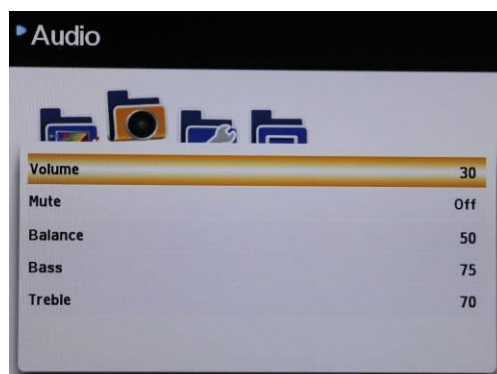 Audio
Volume 30
Mute Off
Balance 50
Bass 75
Treble 70